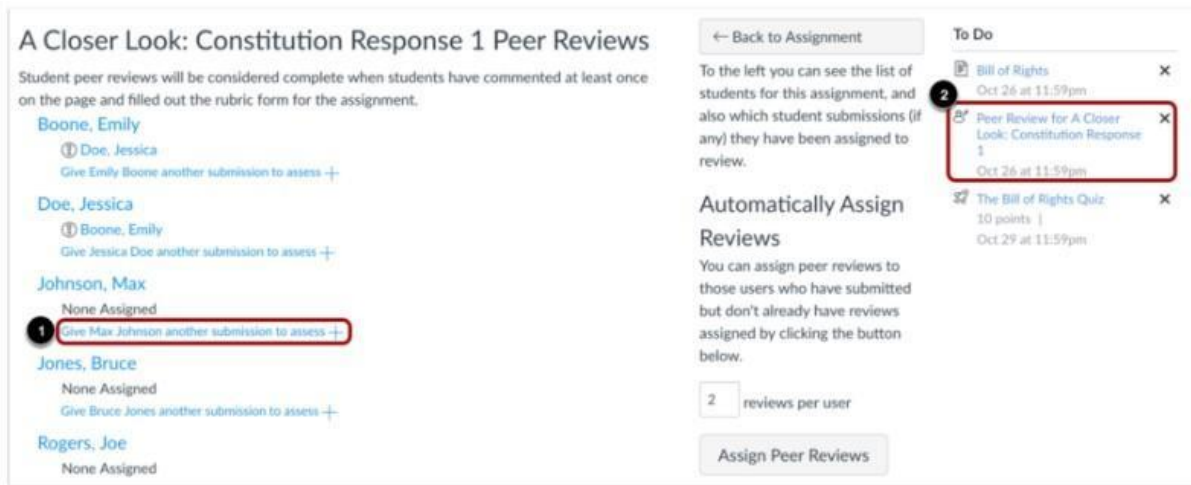 A Closer Look: Constitution Response 1 Peer Reviews
Student peer reviews will be considered complete when students have commented at least once
on the page and filled out the rubric form for the assignment.
Boone, Emily
Doe, Jessica
Give Emily Boone another submission to assess +
Doe, Jessica
Boone, Emily
Give Jessica Doe another submission to assess +
Johnson, Max
None Assigned
1 Give Max Johnson another submission to assess +
Jones, Bruce
None Assigned
Give Bruce Jones another submission to assess +
Rogers, Joe
None Assigned
← Back to Assignment
To the left you can see the list of
students for this assignment, and
also which student submissions (if
any) they have been assigned to
review.
Automatically Assign
Reviews
You can assign peer reviews to
those users who have submitted
but don't already have reviews
assigned by clicking the button
below.
2 reviews per user
Assign Peer Reviews
To Do
Bill of Rights
Oct 26 at 11:59pm
2
Peer Review for A Closer
Look: Constitution Response
1
Oct 26 at 11:59pm
The Bill of Rights Quiz
10 points |
Oct 29 at 11:59pm